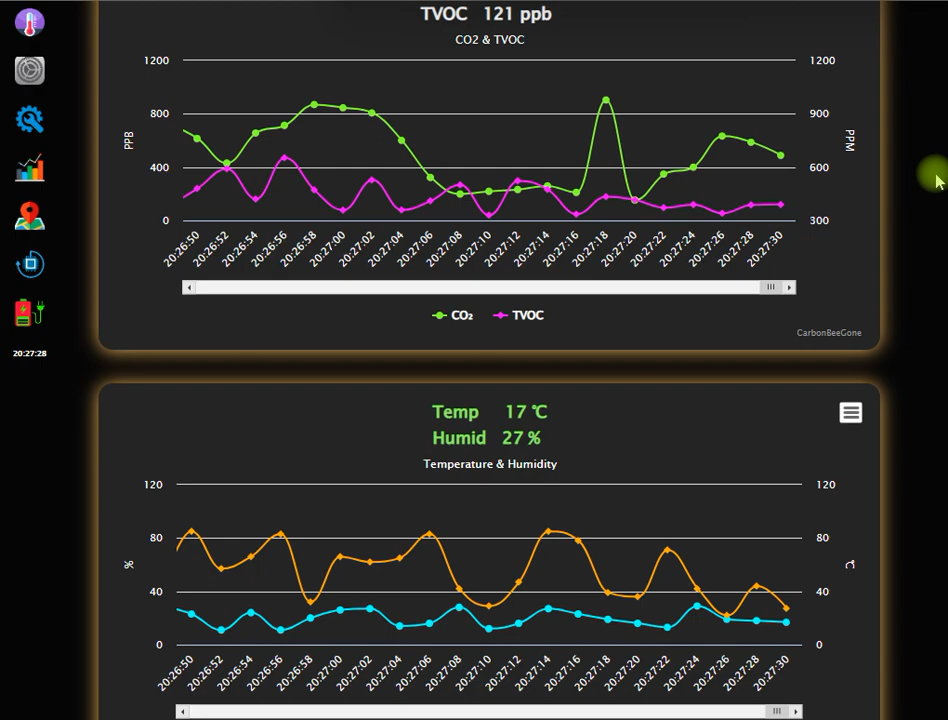 TVOC 121 ppb
CO2 & TVOC
1200 1200
800 900
PPB PPM
400 600
0 300
20:26:50 20:26:52 20:26:54 20:26:56 20:26:58 20:27:00 20:27:02 20:27:04 20:27:06 20:27:08 20:27:10 20:27:12 20:27:14 20:27:16 20:27:18 20:27:20 20:27:22 20:27:24 20:27:26 20:27:28 20:27:30
CO₂ TVOC
CarbonBeeGone
20:27:28
Temp 17 ℃
Humid 27 %
Temperature & Humidity
120 120
80 80
% ℃
40 40
0 0
20:26:50 20:26:52 20:26:54 20:26:56 20:26:58 20:27:00 20:27:02 20:27:04 20:27:06 20:27:08 20:27:10 20:27:12 20:27:14 20:27:16 20:27:18 20:27:20 20:27:22 20:27:24 20:27:26 20:27:28 20:27:30